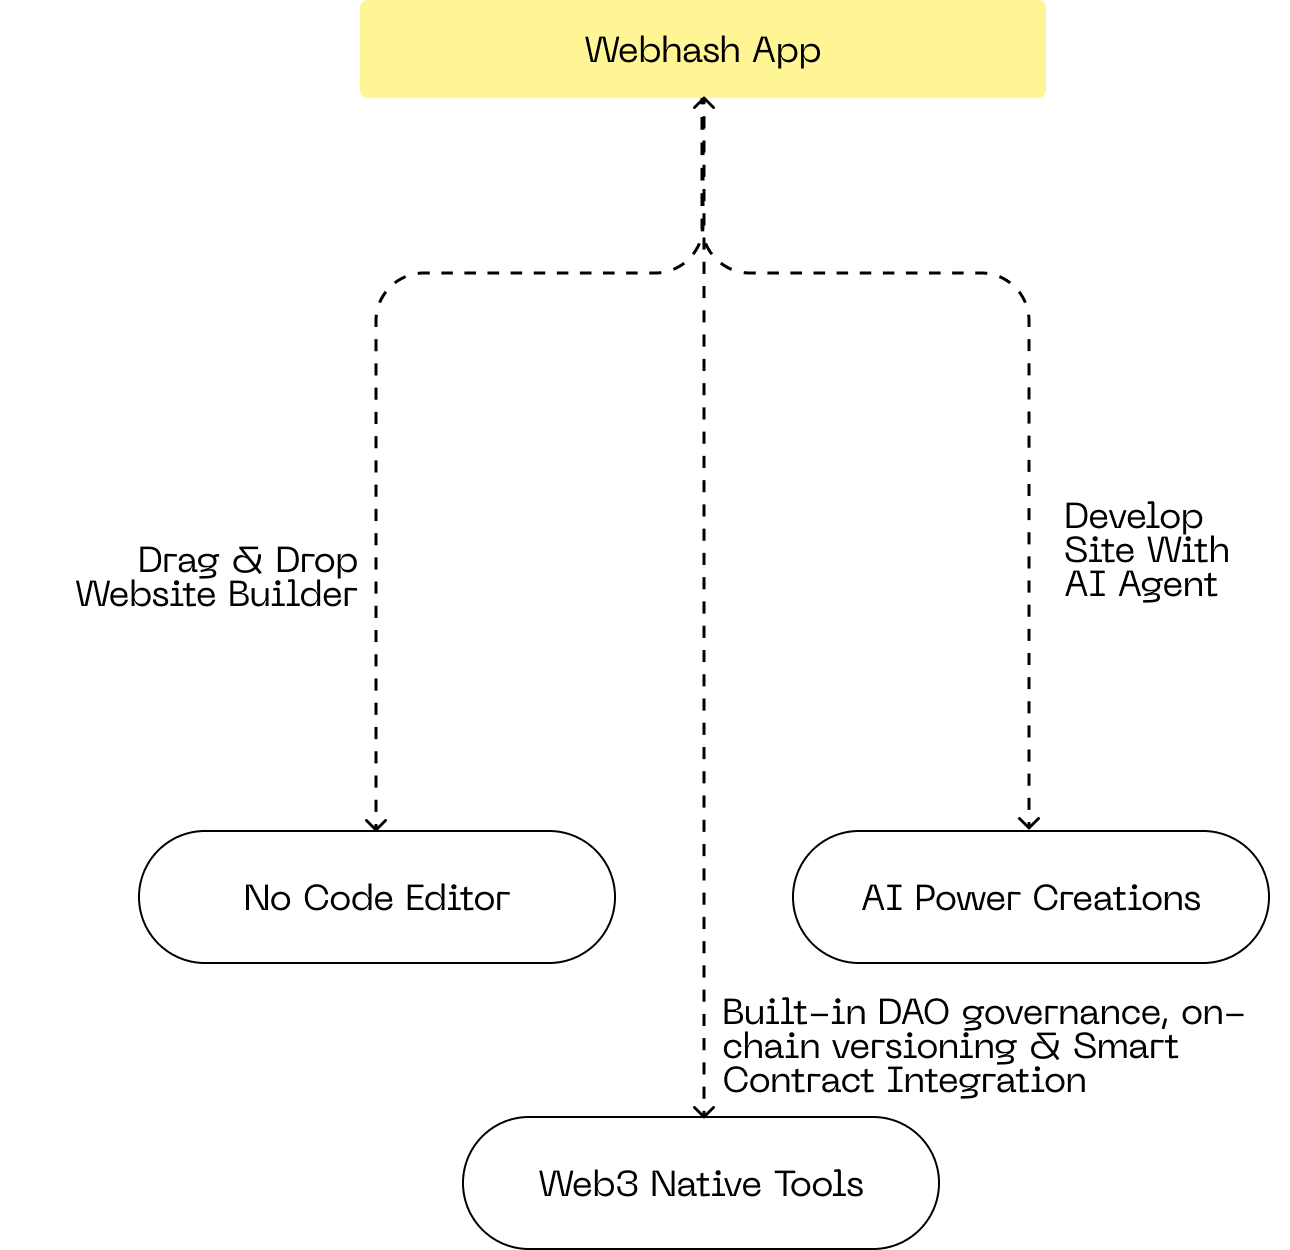 Webhash App
Drag & Drop
Website Builder
Develop
Site With
AI Agent
No Code Editor
AI Power Creations
Built-in DAO governance, on-
chain versioning & Smart
Contract Integration
Web3 Native Tools